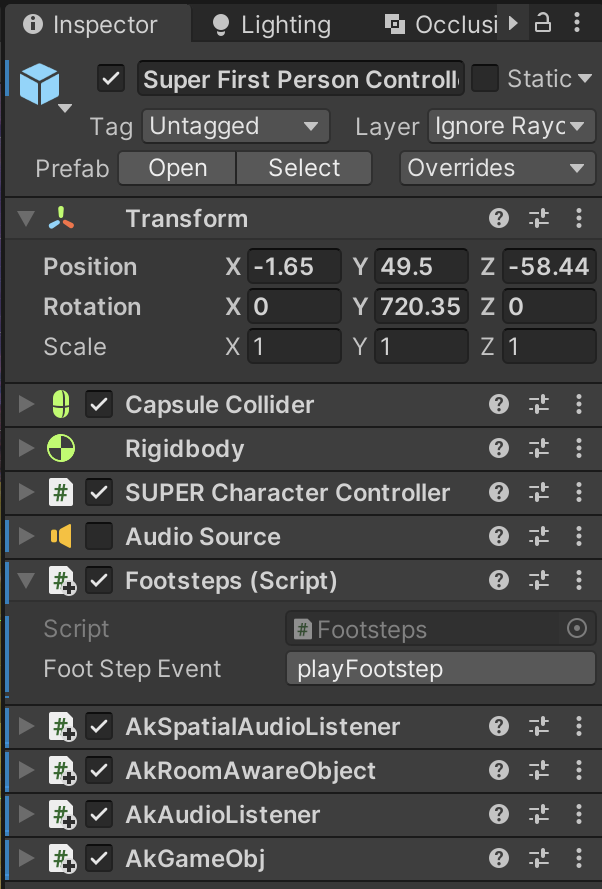 Inspector Lighting Occlusi
Super First Person Controll Static
Tag Untagged Layer Ignore Rayc
Prefab Open Select Overrides
Transform
Position X -1.65 Y 49.5 Z -58.44
Rotation X 0 Y 720.35 Z 0
Scale X 1 Y 1 Z 1
Capsule Collider
Rigidbody
# SUPER Character Controller
Audio Source
# Footsteps (Script)
Script # Footsteps
Foot Step Event playFootstep
# AkSpatialAudioListener
# AkRoomAwareObject
# AkAudioListener
# AkGameObj